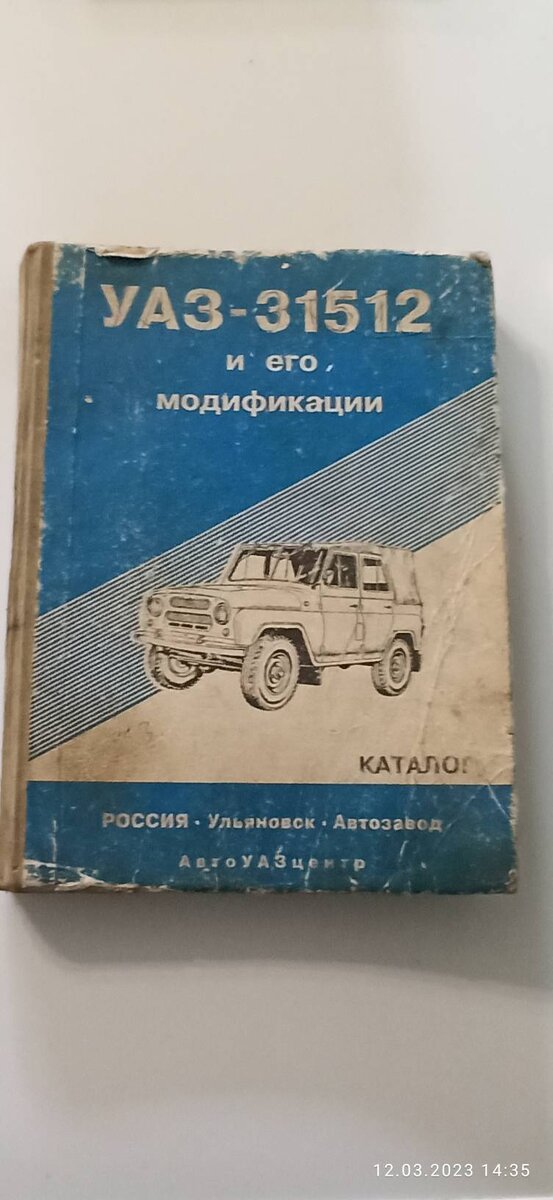 УАЗ-31512
и его
модификации
КАТАЛОГ
РОССИЯ · Ульяновск · Автозавод
АвтоУАЗцентр
12.03.2023 14:35